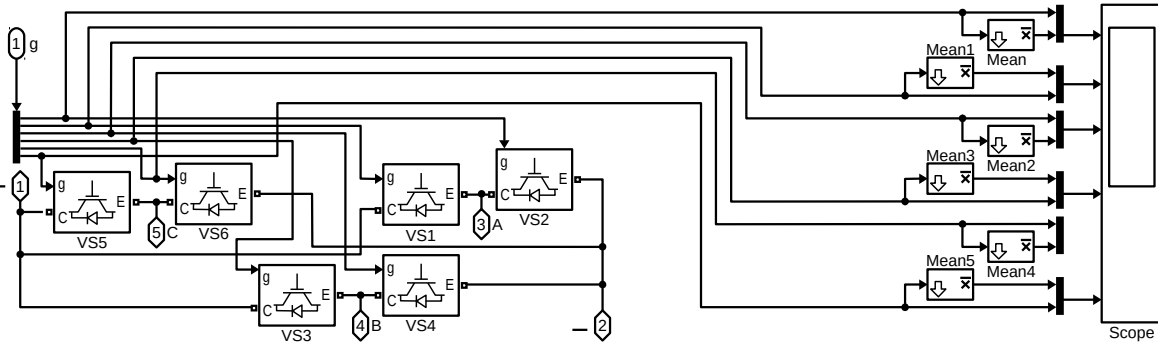 1 g
Mean
Mean1
Mean2
Mean3
Mean4
Mean5
x̅
x̅
x̅
x̅
x̅
x̅
Scope
1
g
C
E
VS5
5 C
g
C
E
VS6
g
C
E
VS1
3 A
g
C
E
VS2
g
C
E
VS3
4 B
g
C
E
VS4
2